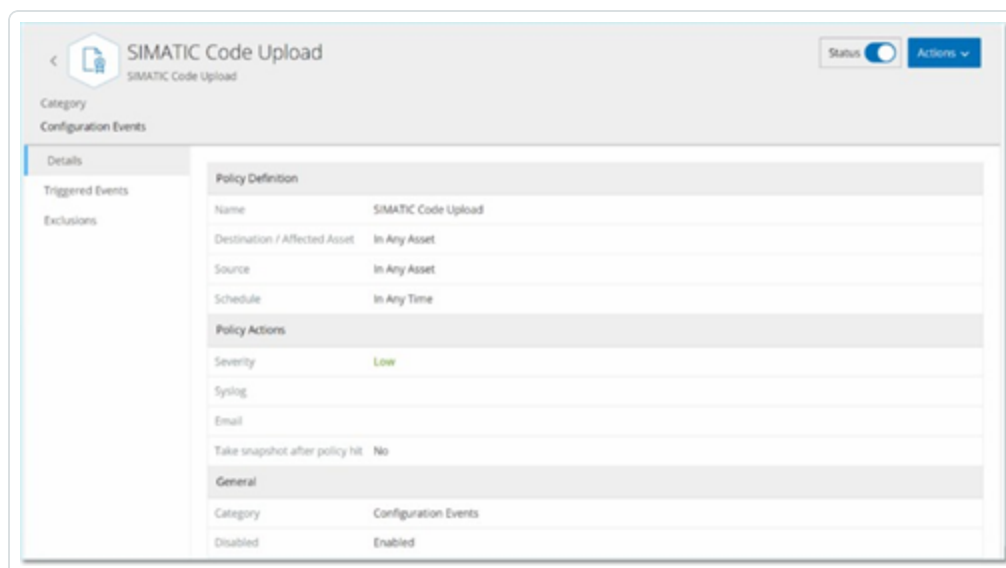 SIMATIC Code Upload
SIMATIC Code Upload
Status
Actions
Category
Configuration Events
Details
Triggered Events
Exclusions
Policy Definition
Name SIMATIC Code Upload
Destination / Affected Asset In Any Asset
Source In Any Asset
Schedule In Any Time
Policy Actions
Severity Low
Syslog
Email
Take snapshot after policy hit No
General
Category Configuration Events
Disabled Enabled